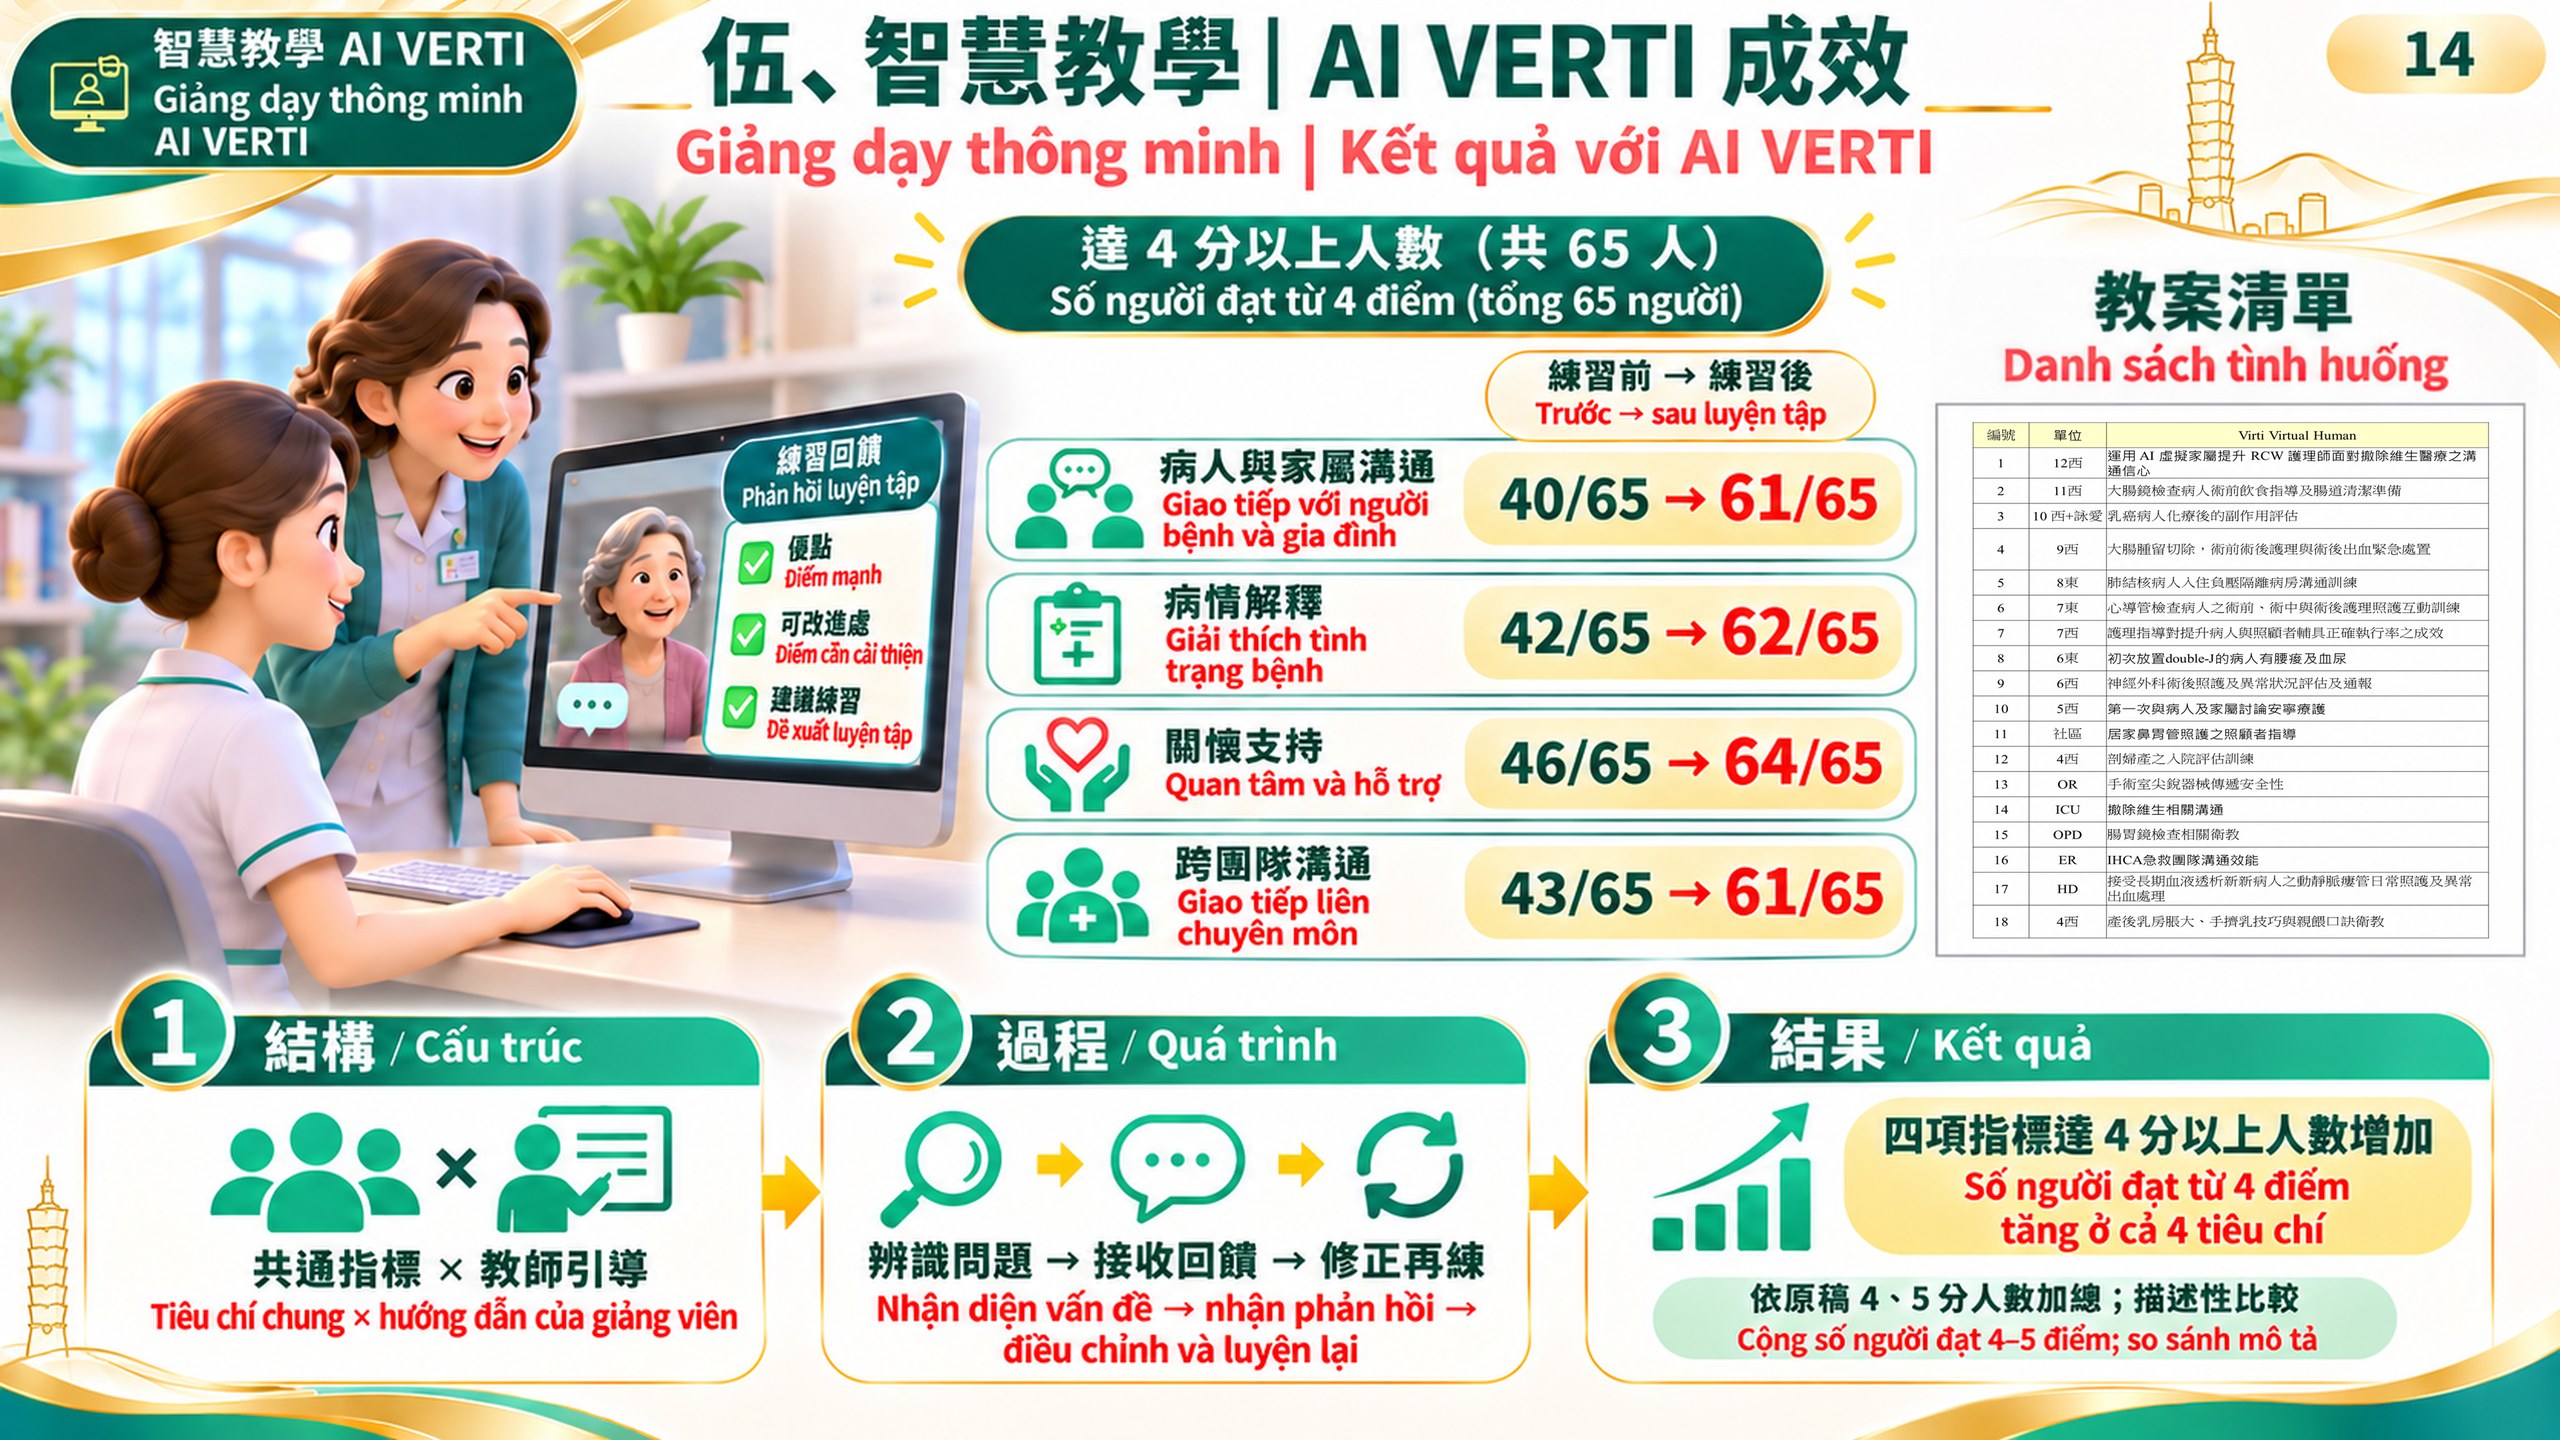 智慧教學 AI VERTI
Giảng dạy thông minh
AI VERTI
伍、智慧教學 | AI VERTI 成效
Giảng dạy thông minh | Kết quả với AI VERTI
14
達 4 分以上人數（共 65 人）
Số người đạt từ 4 điểm (tổng 65 người)
練習前 → 練習後
Trước → sau luyện tập
病人與家屬溝通
Giao tiếp với người
bệnh và gia đình
40/65 → 61/65
病情解釋
Giải thích tình
trạng bệnh
42/65 → 62/65
關懷支持
Quan tâm và hỗ trợ
46/65 → 64/65
跨團隊溝通
Giao tiếp liên
chuyên môn
43/65 → 61/65
練習回饋
Phản hồi luyện tập
優點
Điểm mạnh
可改進處
Điểm cần cải thiện
建議練習
Đề xuất luyện tập
教案清單
Danh sách tình huống
編號 單位 Virti Virtual Human
1 12西 運用 AI 虛擬家屬提升 RCW 護理師面對撤除維生醫療之溝
通信心
2 11西 大腸鏡檢查病人術前飲食指導及腸道清潔準備
3 10 西+詠愛 乳癌病人化療後的副作用評估
4 9西 大腸腫留切除，術前術後護理與術後出血緊急處置
5 8東 肺結核病人入住負壓隔離病房溝通訓練
6 7東 心導管檢查病人之術前、術中與術後護理照護互動訓練
7 7西 護理指導對提升病人與照顧者輔具正確執行率之成效
8 6東 初次放置double-J的病人有腰痠及血尿
9 6西 神經外科術後照護及異常狀況評估及通報
10 5西 第一次與病人及家屬討論安寧療護
11 社區 居家鼻胃管照護之照顧者指導
12 4西 剖婦產之入院評估訓練
13 OR 手術室尖銳器械傳遞安全性
14 ICU 撤除維生相關溝通
15 OPD 腸胃鏡檢查相關衛教
16 ER IHCA急救團隊溝通效能
17 HD 接受長期血液透析新新病人之動靜脈瘻管日常照護及異常
出血處理
18 4西 產後乳房脹大、手擠乳技巧與親餵口訣衛教
1 結構 / Cấu trúc
共通指標 × 教師引導
Tiêu chí chung × hướng dẫn của giảng viên
2 過程 / Quá trình
辨識問題 → 接收回饋 → 修正再練
Nhận diện vấn đề → nhận phản hồi →
điều chỉnh và luyện lại
3 結果 / Kết quả
四項指標達 4 分以上人數增加
Số người đạt từ 4 điểm
tăng ở cả 4 tiêu chí
依原稿 4、5 分人數加總；描述性比較
Cộng số người đạt 4–5 điểm; so sánh mô tả